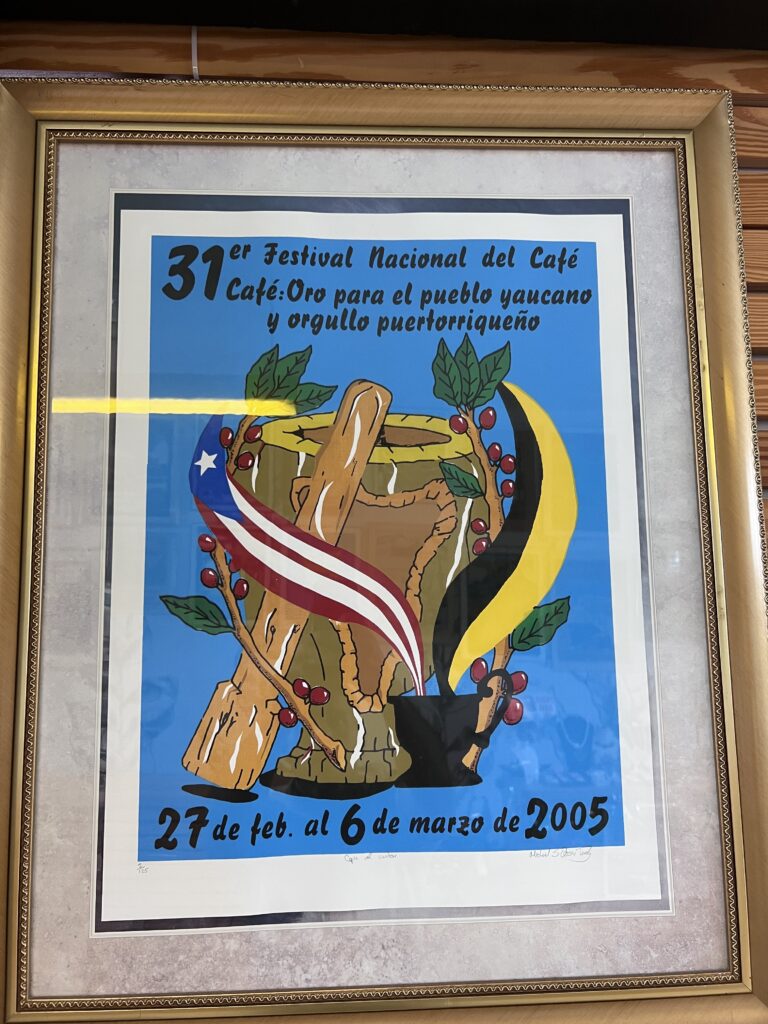 31er Festival Nacional del Café
Café:Oro para el pueblo yaucano
y orgullo puertorriqueño
27 de feb. al 6 de marzo de 2005